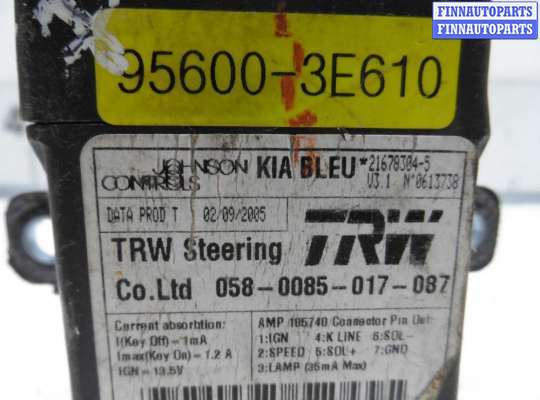 FINNAUTOPARTS
FINNAUTOPARTS
95600-3E610
JOHNSON CONTROLS
KIA BLEU *21678304-5
V3.1 N°0613738
DATA PROD T 02/09/2005
TRW Steering TRW
Co.Ltd 058-0085-017-087
Current absorbtion:
I(Key Off)=1mA
Imax(Key On)=1.2 A
IGN=13.5V
AMP 185740 Connector Pin Out:
1:IGN 4:K LINE 6:SOL-
2:SPEED 5:SOL+ 7:GND
3:LAMP (35mA Max)